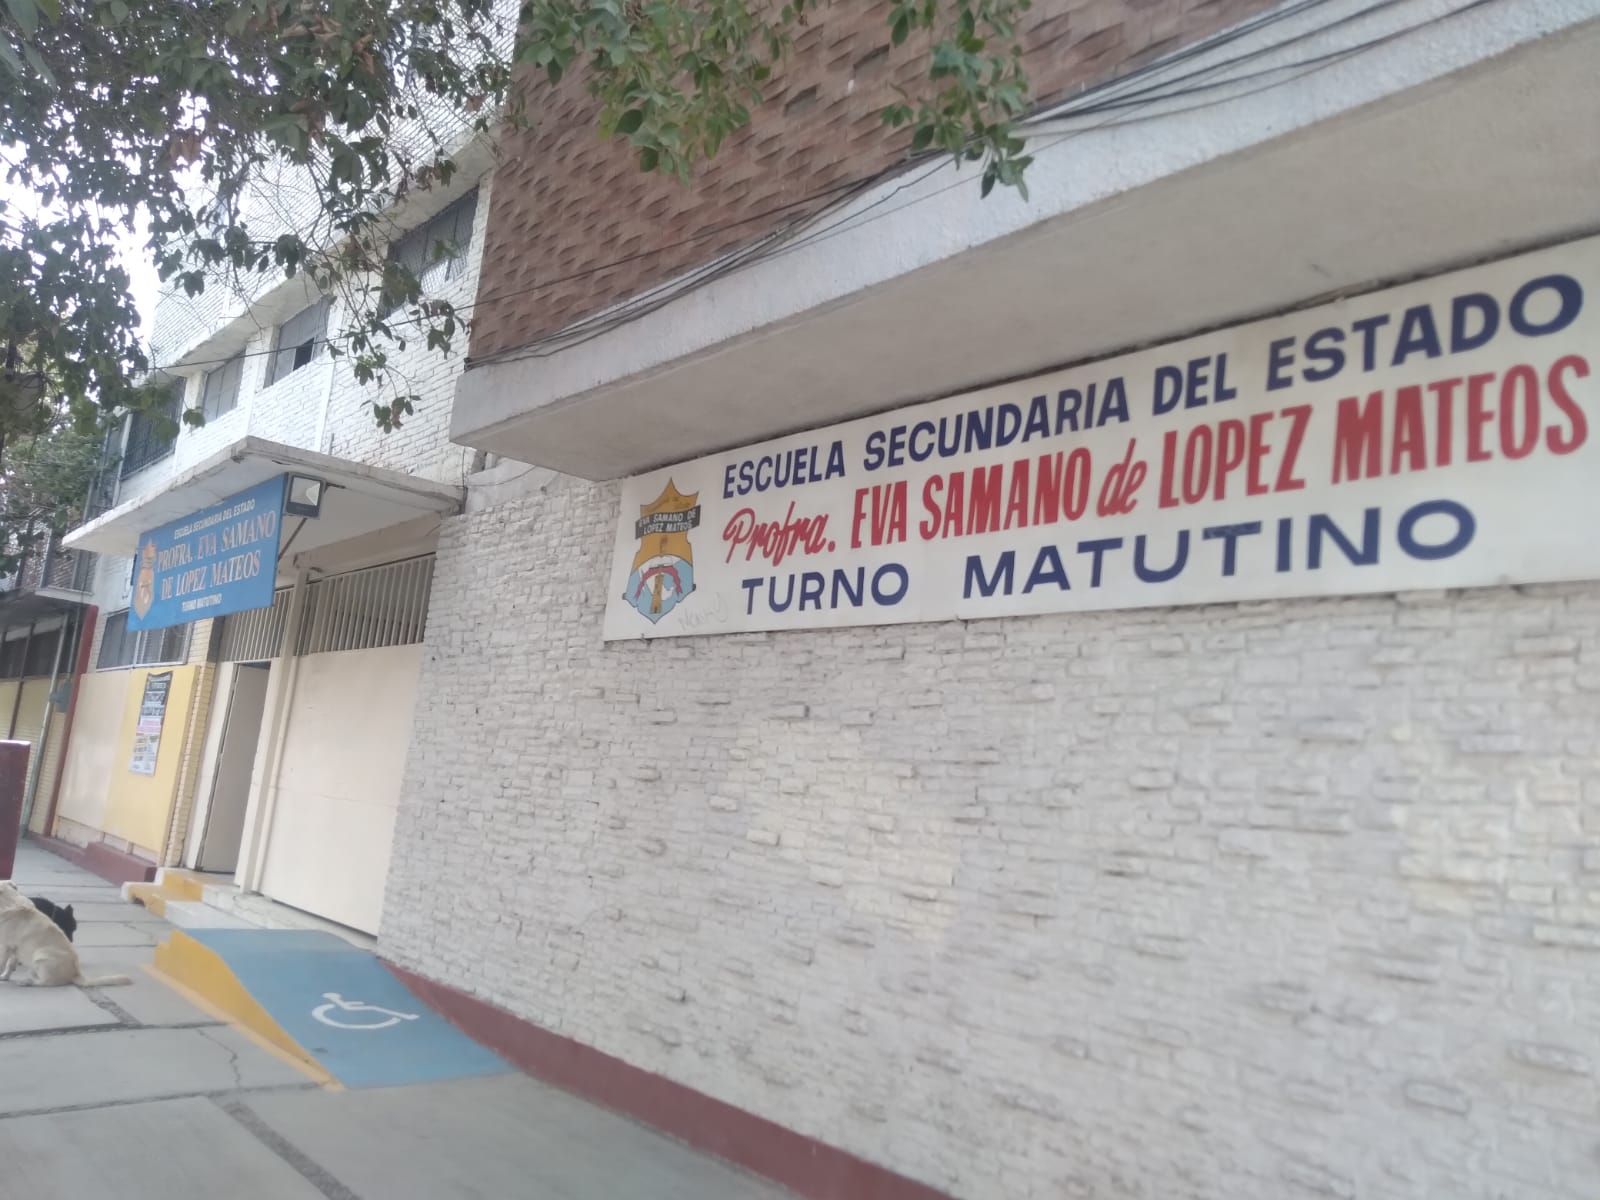 ESCUELA SECUNDARIA DEL ESTADO
Profra. EVA SAMANO de LOPEZ MATEOS
TURNO MATUTINO
EVA SAMANO DE
LOPEZ MATEOS
ESCUELA SECUNDARIA DEL ESTADO
PROFRA. EVA SAMANO
DE LOPEZ MATEOS
TURNO MATUTINO